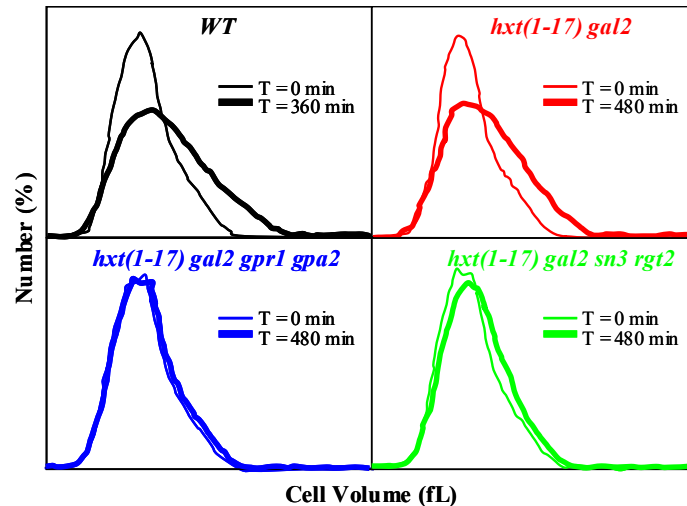 WT
T = 0 min
T = 360 min
hxt(1-17) gal2
T = 0 min
T = 480 min
hxt(1-17) gal2 gpr1 gpa2
T = 0 min
T = 480 min
hxt(1-17) gal2 sn3 rgt2
T = 0 min
T = 480 min
Number (%)
Cell Volume (fL)